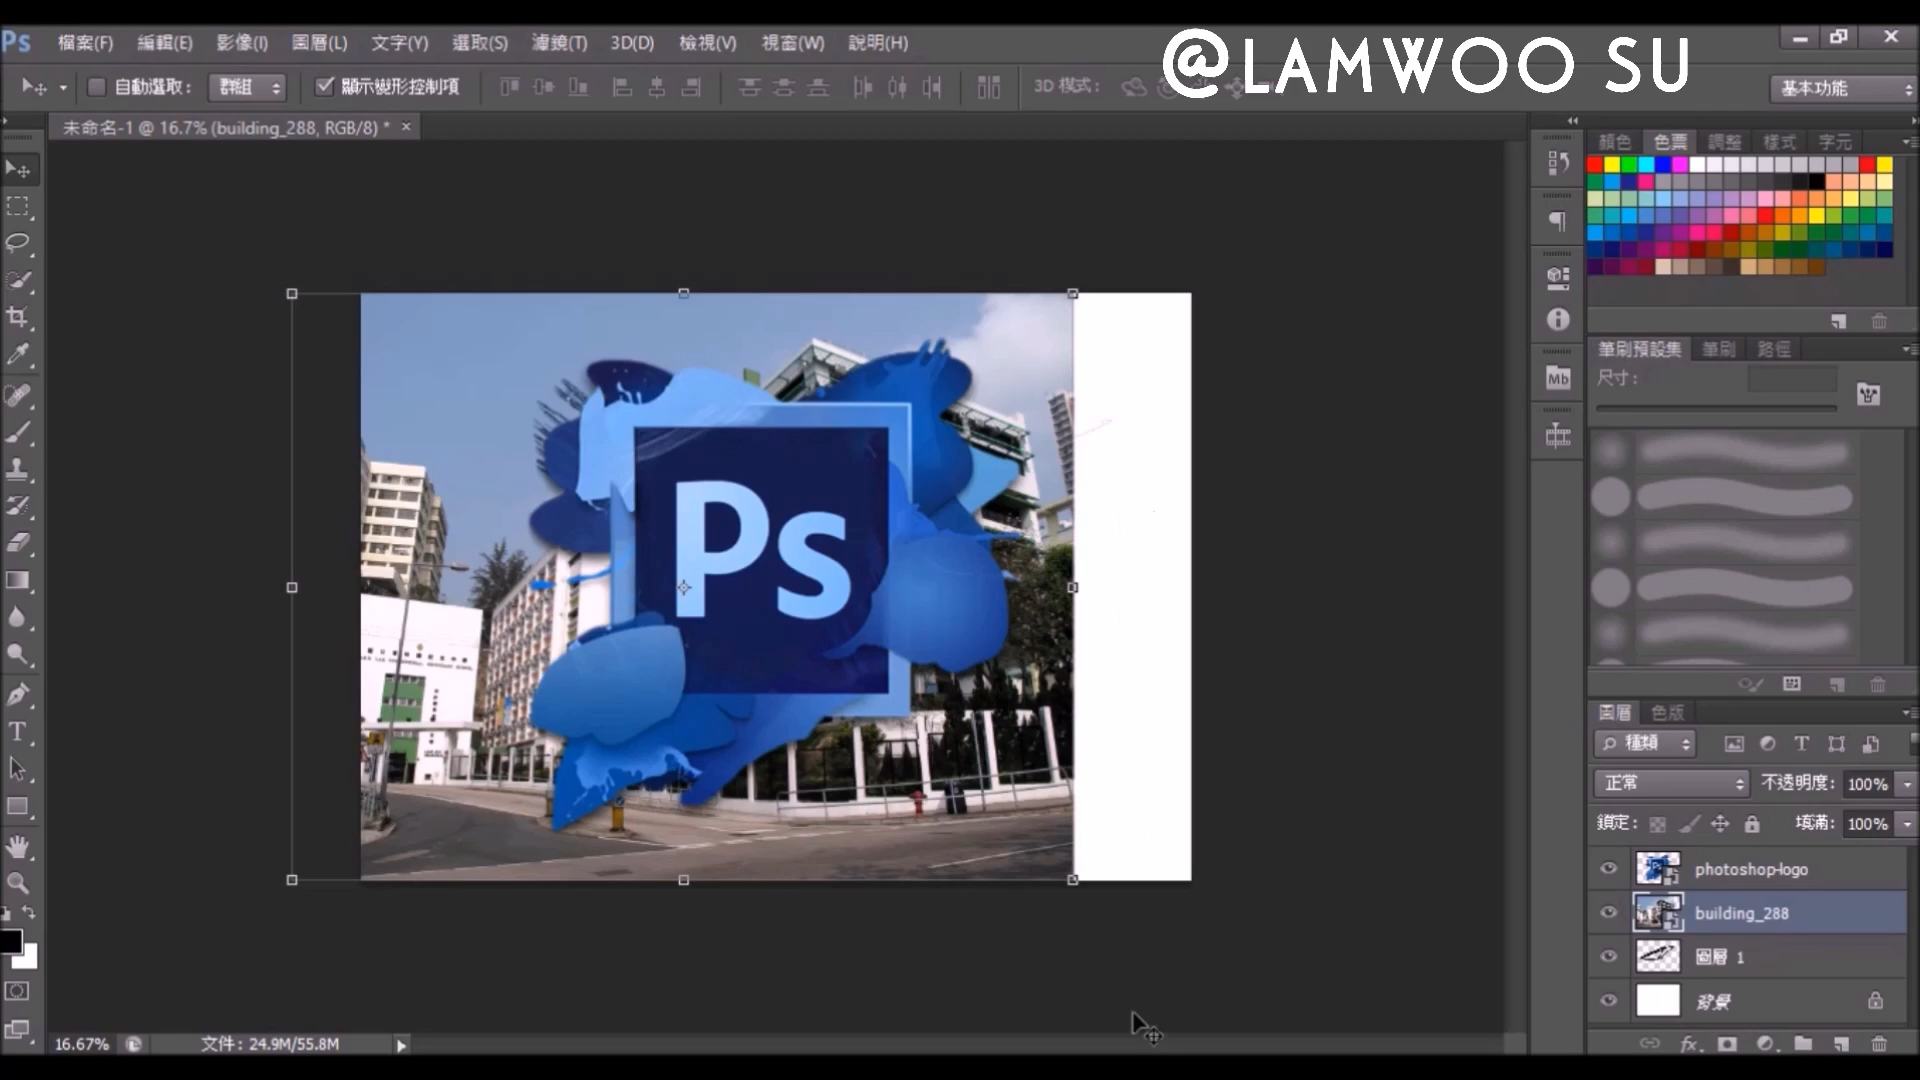 Ps 檔案(F) 編輯(E) 影像(I) 圖層(L) 文字(Y) 選取(S) 濾鏡(T) 3D(D) 檢視(V) 視窗(W) 說明(H)
@LAMWOO SU
自動選取： 群組 顯示變形控制項 3D 模式： 基本功能
未命名-1 @ 16.7% (building_288, RGB/8) * ×
顏色 色票 調整 樣式 字元
筆刷預設集 筆刷 路徑
尺寸：
Mb
Ps
圖層 色版
種類
正常 不透明度： 100%
鎖定： 填滿： 100%
photoshop-logo
building_288
圖層 1
背景
16.67% 文件：24.9M/55.8M
fx